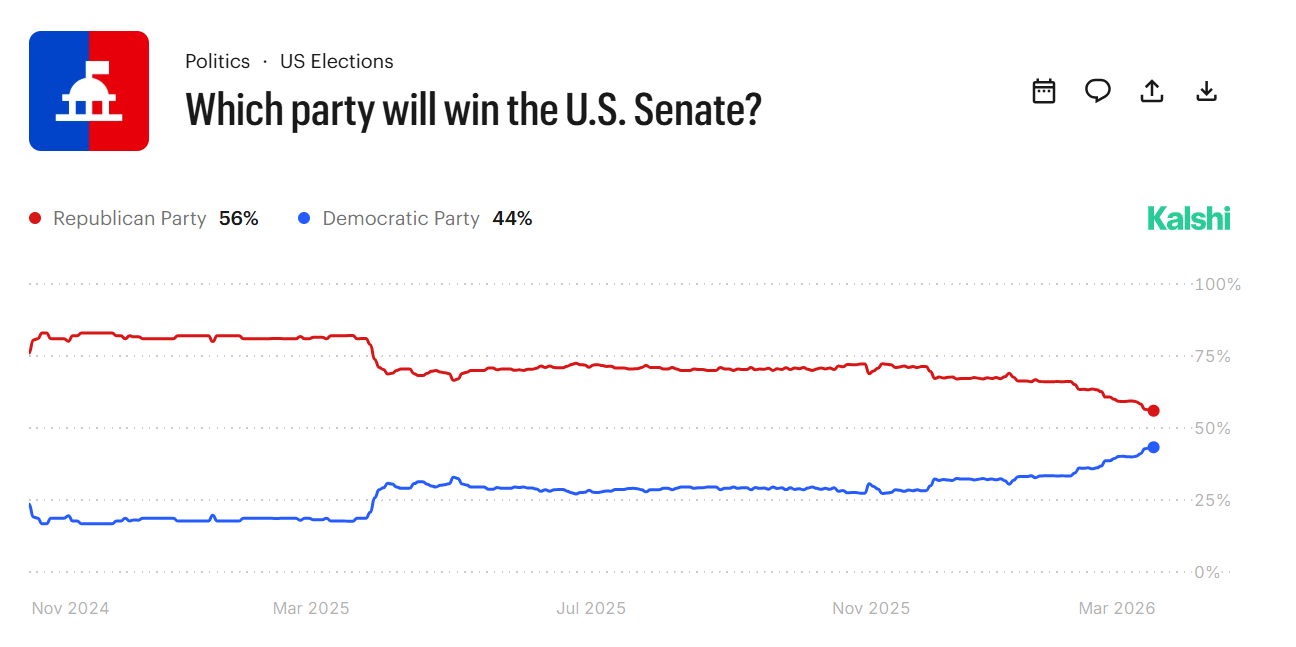 Politics · US Elections
Which party will win the U.S. Senate?
Republican Party 56% Democratic Party 44%
Kalshi
100%
75%
50%
25%
0%
Nov 2024 Mar 2025 Jul 2025 Nov 2025 Mar 2026